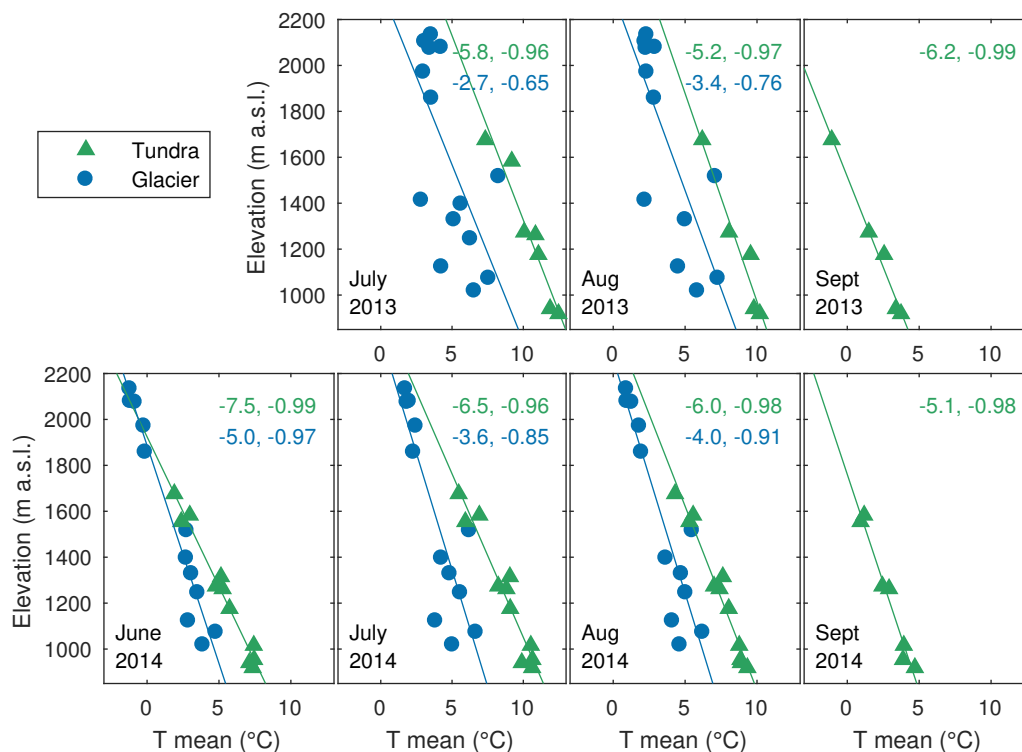 Tundra
Glacier
Elevation (m a.s.l.)
2200
2000
1800
1600
1400
1200
1000
-5.8, -0.96
-2.7, -0.65
July
2013
0 5 10
-5.2, -0.97
-3.4, -0.76
Aug
2013
0 5 10
-6.2, -0.99
Sept
2013
0 5 10
Elevation (m a.s.l.)
2200
2000
1800
1600
1400
1200
1000
-7.5, -0.99
-5.0, -0.97
June
2014
0 5 10
T mean (°C)
-6.5, -0.96
-3.6, -0.85
July
2014
0 5 10
T mean (°C)
-6.0, -0.98
-4.0, -0.91
Aug
2014
0 5 10
T mean (°C)
-5.1, -0.98
Sept
2014
0 5 10
T mean (°C)